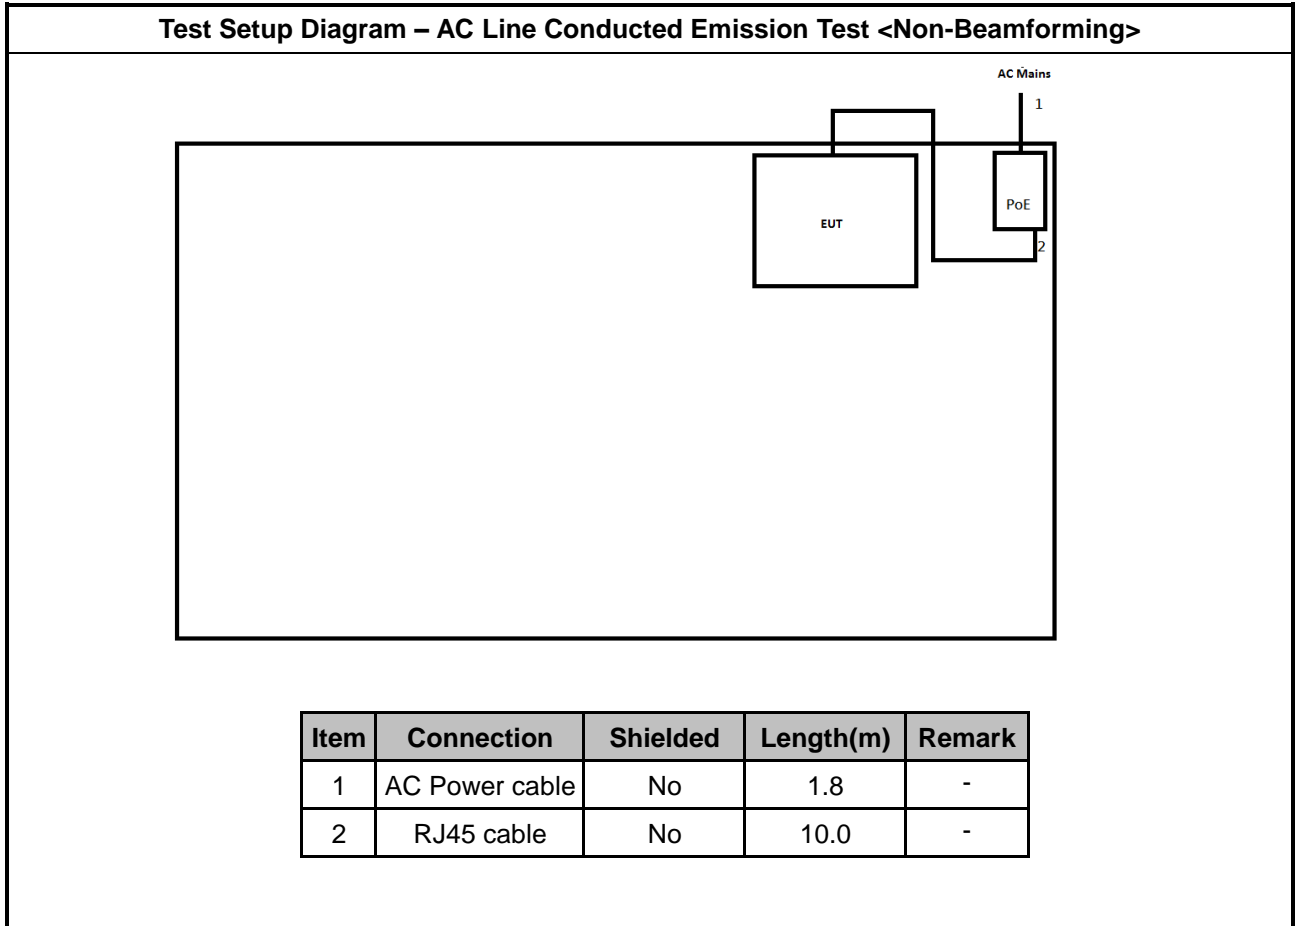 Test Setup Diagram – AC Line Conducted Emission Test <Non-Beamforming>
AC Mains
1
PoE
EUT
2
Item Connection Shielded Length(m) Remark
1 AC Power cable No 1.8 -
2 RJ45 cable No 10.0 -